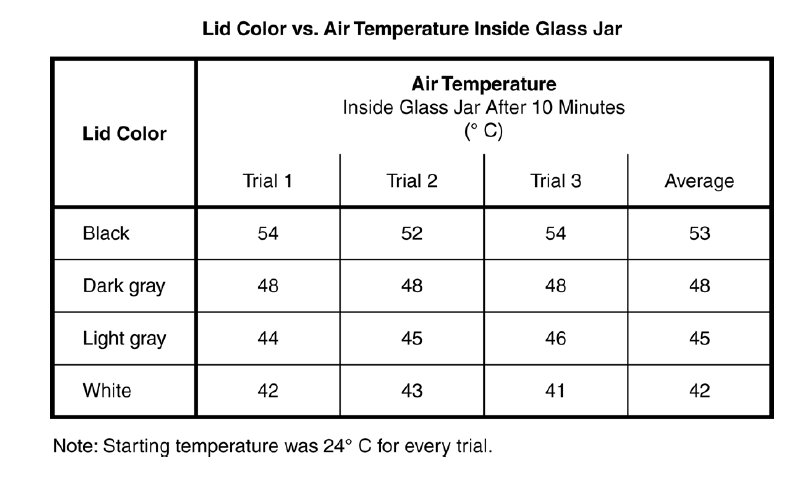 Lid Color vs. Air Temperature Inside Glass Jar
Lid Color
Air Temperature
Inside Glass Jar After 10 Minutes
(° C)
Trial 1 Trial 2 Trial 3 Average
Black 54 52 54 53
Dark gray 48 48 48 48
Light gray 44 45 46 45
White 42 43 41 42
Note: Starting temperature was 24° C for every trial.